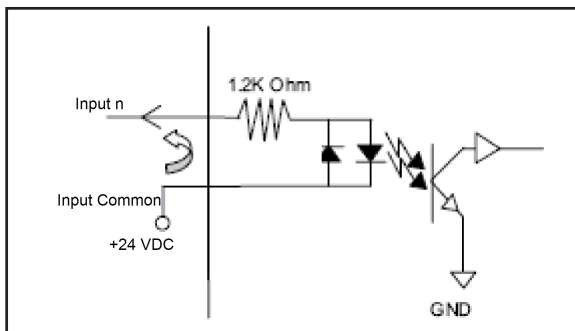 1.2K Ohm
Input n
Input Common
+24 VDC
GND